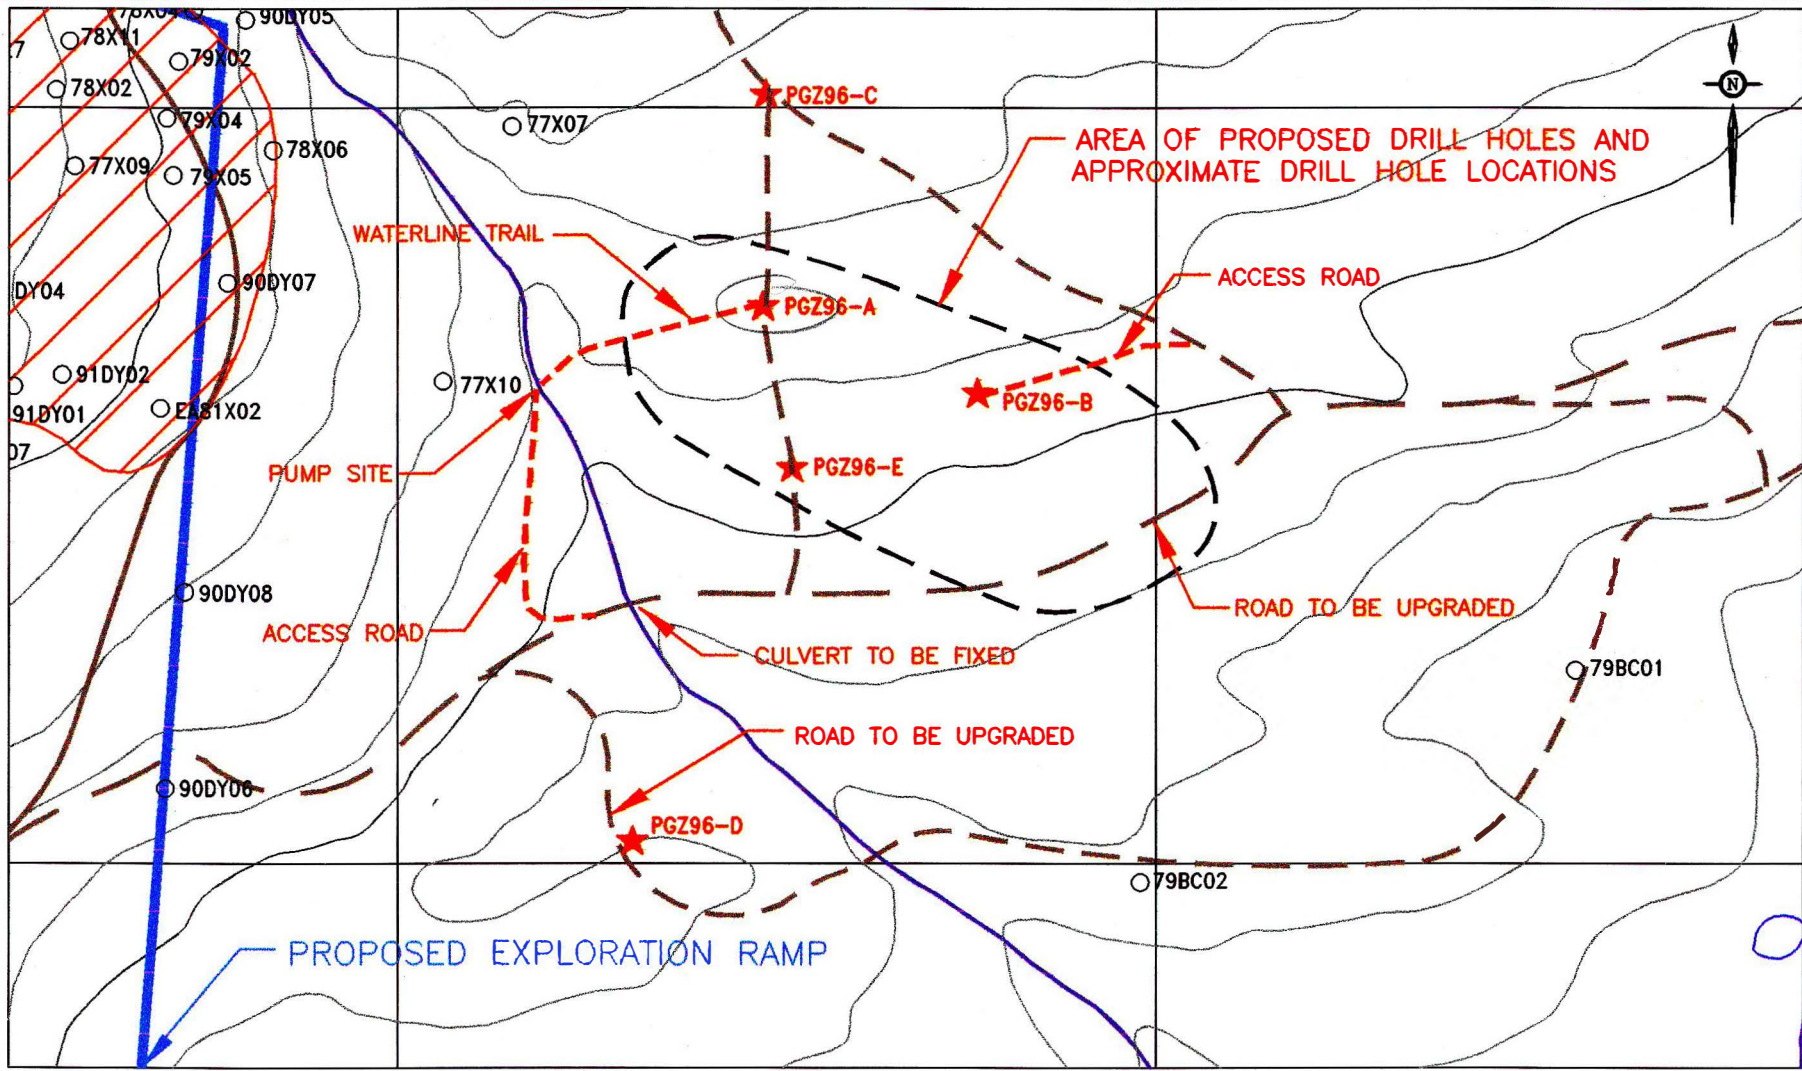 90DY05
78X11
79X02
78X02
79X04
77X09
79X05
78X06
77X07
PGZ96-C
N
AREA OF PROPOSED DRILL HOLES AND
APPROXIMATE DRILL HOLE LOCATIONS
WATERLINE TRAIL
ACCESS ROAD
DY04
90DY07
PGZ96-A
91DY02
77X10
PGZ96-B
91DY01
EA81X02
07
PUMP SITE
PGZ96-E
90DY08
ACCESS ROAD
CULVERT TO BE FIXED
ROAD TO BE UPGRADED
79BC01
ROAD TO BE UPGRADED
90DY06
PGZ96-D
79BC02
PROPOSED EXPLORATION RAMP